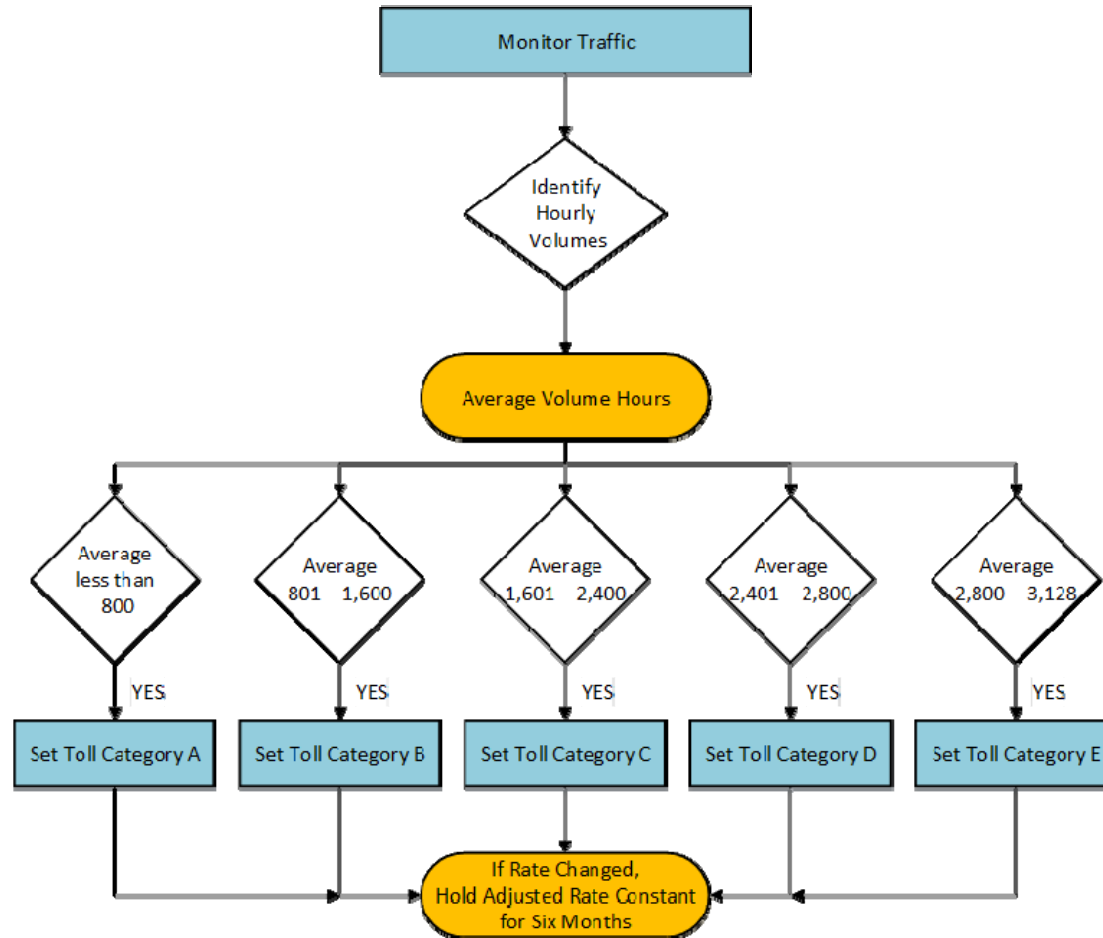 Monitor Traffic
Identify
Hourly
Volumes
Average Volume Hours
Average
less than
800
Average
801 1,600
Average
1,601 2,400
Average
2,401 2,800
Average
2,800 3,128
YES
YES
YES
YES
YES
Set Toll Category A
Set Toll Category B
Set Toll Category C
Set Toll Category D
Set Toll Category E
If Rate Changed,
Hold Adjusted Rate Constant
for Six Months